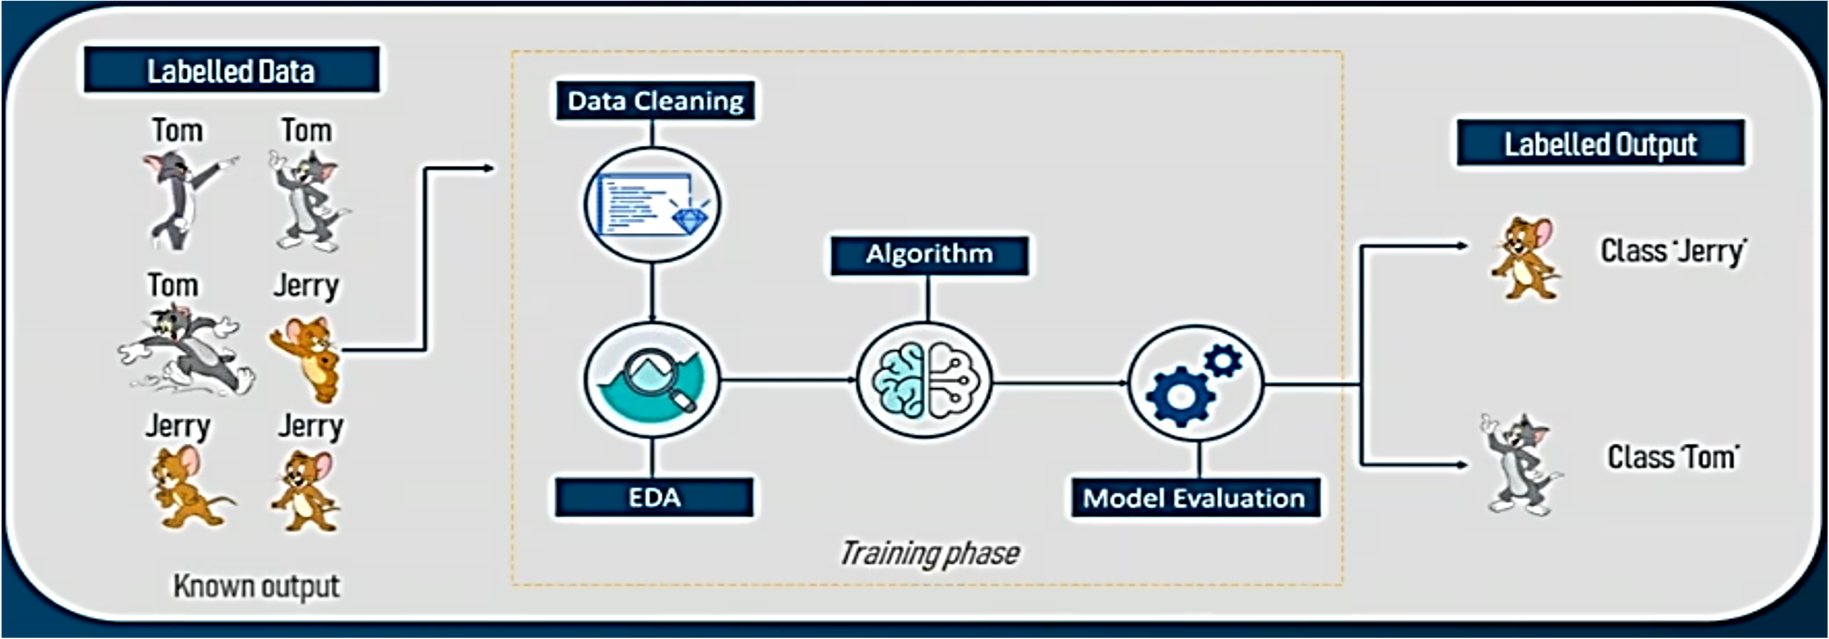 Labelled Data
Tom
Tom
Tom
Jerry
Jerry
Jerry
Known output
Data Cleaning
EDA
Algorithm
Model Evaluation
Training phase
Labelled Output
Class 'Jerry'
Class 'Tom'